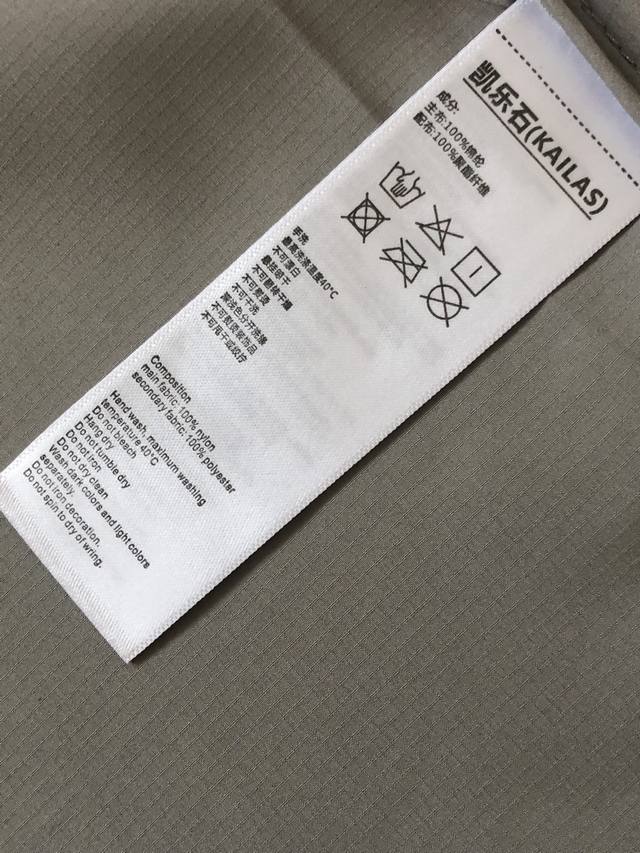 凯乐石(KAILAS)
成分:
主布:100%锦纶
配布:100%聚酯纤维
手洗
最高洗涤温度40°C
不可漂白
悬挂晾干
不可翻转干燥
不可熨烫
不可干洗
深浅色分开洗涤
不可熨烫装饰品
不可甩干或绞拧
Composition
main fabric: 100% nylon
secondary fabric: 100% polyester
Hand wash, maximum washing
temperature 40°C
Do not bleach
Hang dry
Do not tumble dry
Do not iron
Do not dry clean
Wash dark colors and light colors
separately.
Do not iron decoration.
Do not spin to dry of wring.